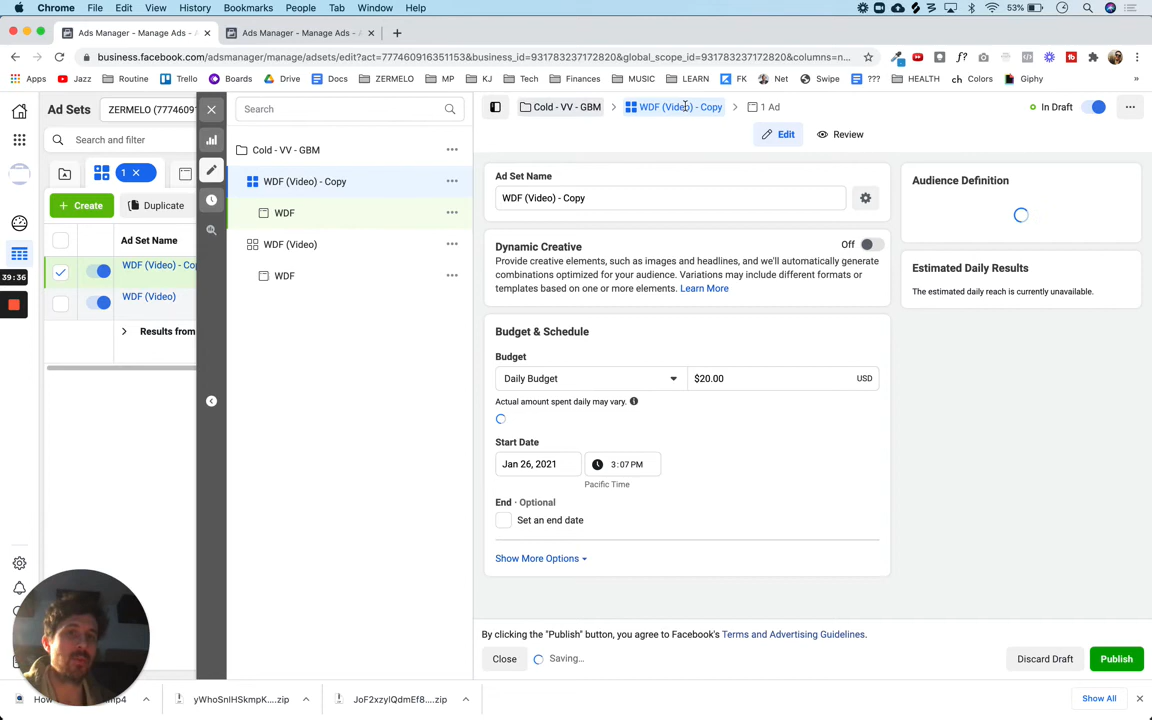 Chrome File Edit View History Bookmarks People Tab Window Help 53%
Ads Manager - Manage Ads - Ads Manager - Manage Ads -
business.facebook.com/adsmanager/manage/adsets/edit?act=777460916351153&business_id=931783237172820&global_scope_id=931783237172820&columns=n...
Apps Jazz Routine Trello Boards Drive Docs ZERMELO MP KJ Tech Finances MUSIC LEARN FK Net Swipe ??? HEALTH ch Colors Giphy »
Ad Sets ZERMELO (7774609
Search and filter
1
+ Create Duplicate
Ad Set Name
WDF (Video) - Co
WDF (Video)
Results from
39:36
Search
Cold - VV - GBM
WDF (Video) - Copy
WDF
WDF (Video)
WDF
Cold - VV - GBM > WDF (Video) - Copy > 1 Ad In Draft
Edit Review
Ad Set Name
WDF (Video) - Copy
Dynamic Creative Off
Provide creative elements, such as images and headlines, and we'll automatically generate
combinations optimized for your audience. Variations may include different formats or
templates based on one or more elements. Learn More
Budget & Schedule
Budget
Daily Budget $20.00 USD
Actual amount spent daily may vary.
Start Date
Jan 26, 2021 3:07 PM
Pacific Time
End · Optional
Set an end date
Show More Options
Audience Definition
Estimated Daily Results
The estimated daily reach is currently unavailable.
By clicking the "Publish" button, you agree to Facebook's Terms and Advertising Guidelines.
Close Saving... Discard Draft Publish
yWhoSnIHSkmpK....zip JoF2xzyIQdmEf8....zip Show All